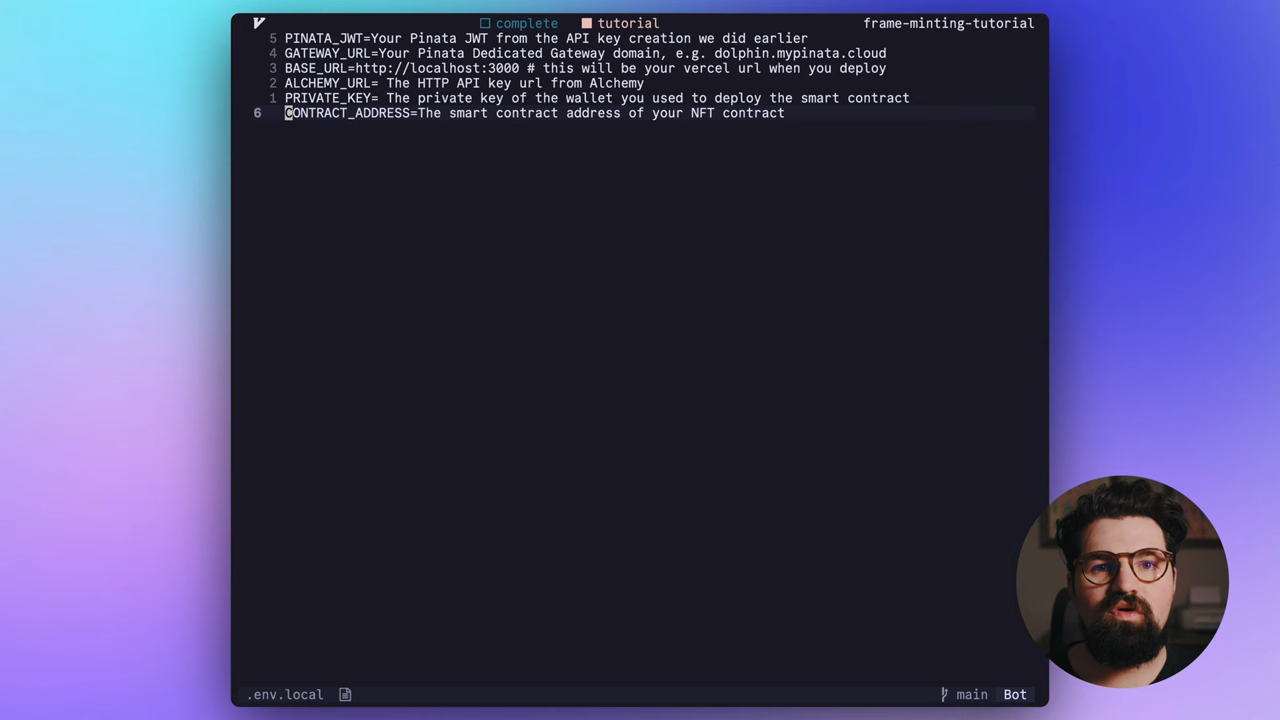 complete tutorial frame-minting-tutorial
5 PINATA_JWT=Your Pinata JWT from the API key creation we did earlier
4 GATEWAY_URL=Your Pinata Dedicated Gateway domain, e.g. dolphin.mypinata.cloud
3 BASE_URL=http://localhost:3000 # this will be your vercel url when you deploy
2 ALCHEMY_URL= The HTTP API key url from Alchemy
1 PRIVATE_KEY= The private key of the wallet you used to deploy the smart contract
6 CONTRACT_ADDRESS=The smart contract address of your NFT contract
.env.local main Bot